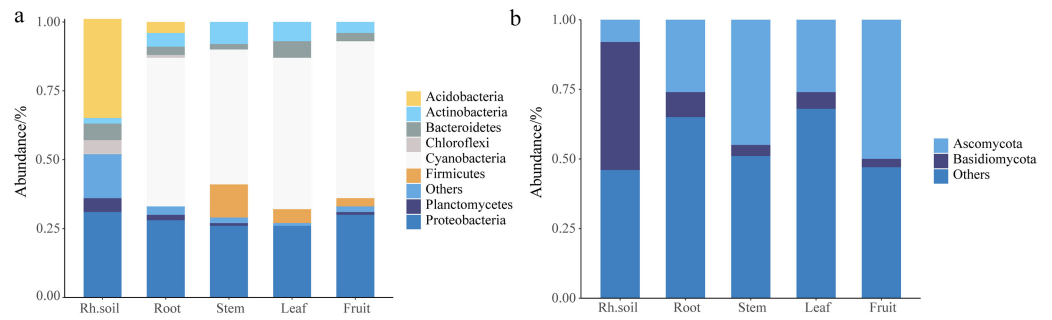 a
Abundance/%
1.00
0.75
0.50
0.25
0.00
Rh.soil Root Stem Leaf Fruit
Acidobacteria
Actinobacteria
Bacteroidetes
Chloroflexi
Cyanobacteria
Firmicutes
Others
Planctomycetes
Proteobacteria
b
Abundance/%
1.00
0.75
0.50
0.25
0.00
Rh.soil Root Stem Leaf Fruit
Ascomycota
Basidiomycota
Others